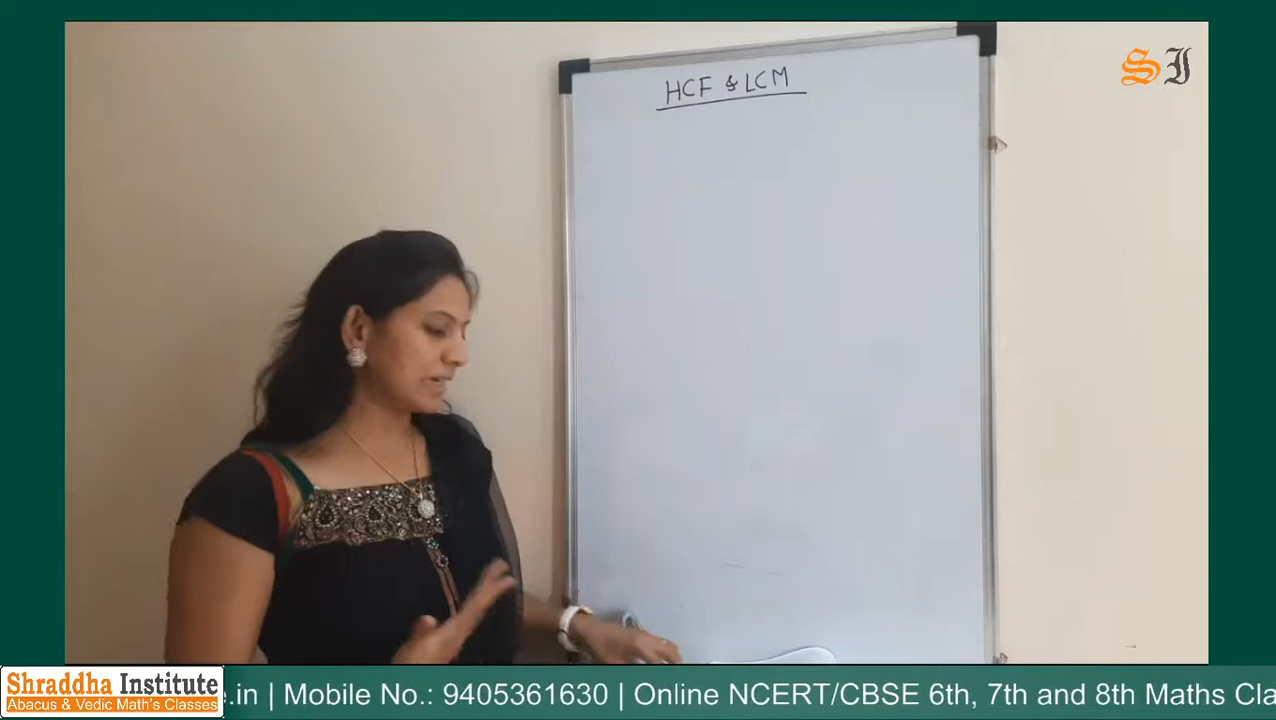 HCF & LCM
SI
Shraddha Institute
Abacus & Vedic Math's Classes
e.in | Mobile No.: 9405361630 | Online NCERT/CBSE 6th, 7th and 8th Maths Cla